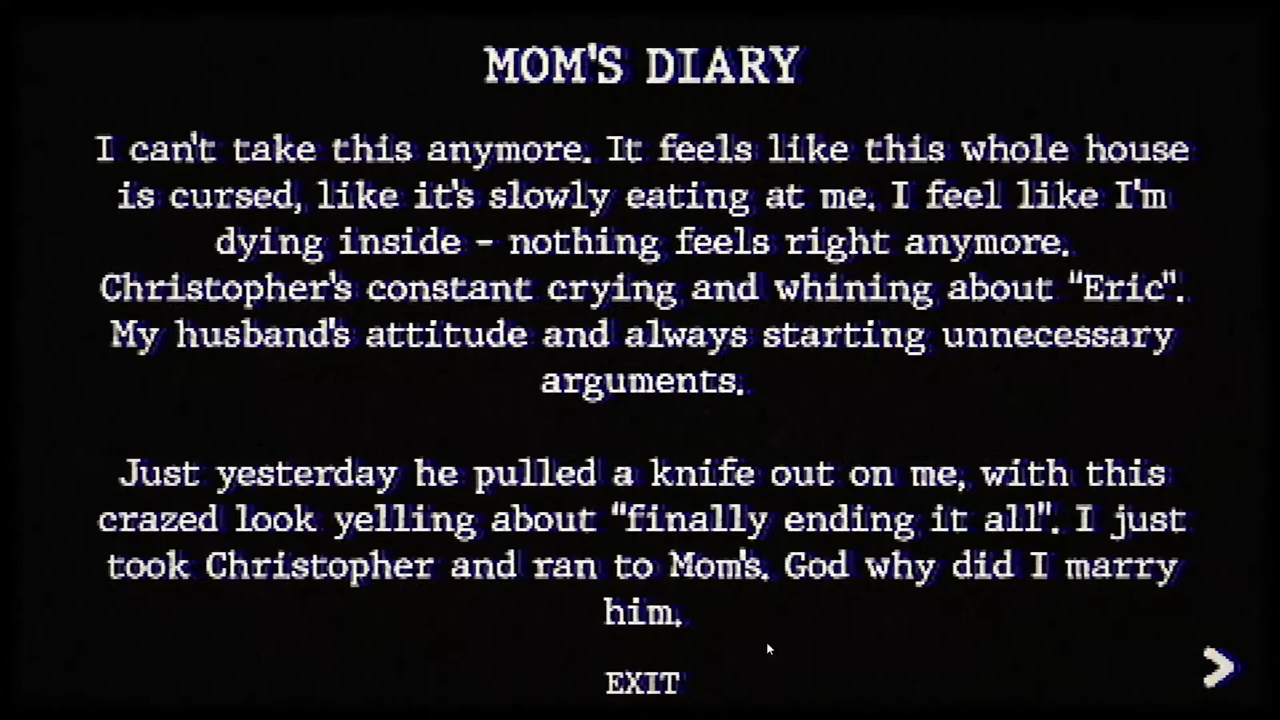 MOM'S DIARY
I can't take this anymore. It feels like this whole house
is cursed, like it's slowly eating at me. I feel like I'm
dying inside - nothing feels right anymore.
Christopher's constant crying and whining about "Eric".
My husband's attitude and always starting unnecessary
arguments.
Just yesterday he pulled a knife out on me, with this
crazed look yelling about "finally ending it all". I just
took Christopher and ran to Mom's. God why did I marry
him.
EXIT
>